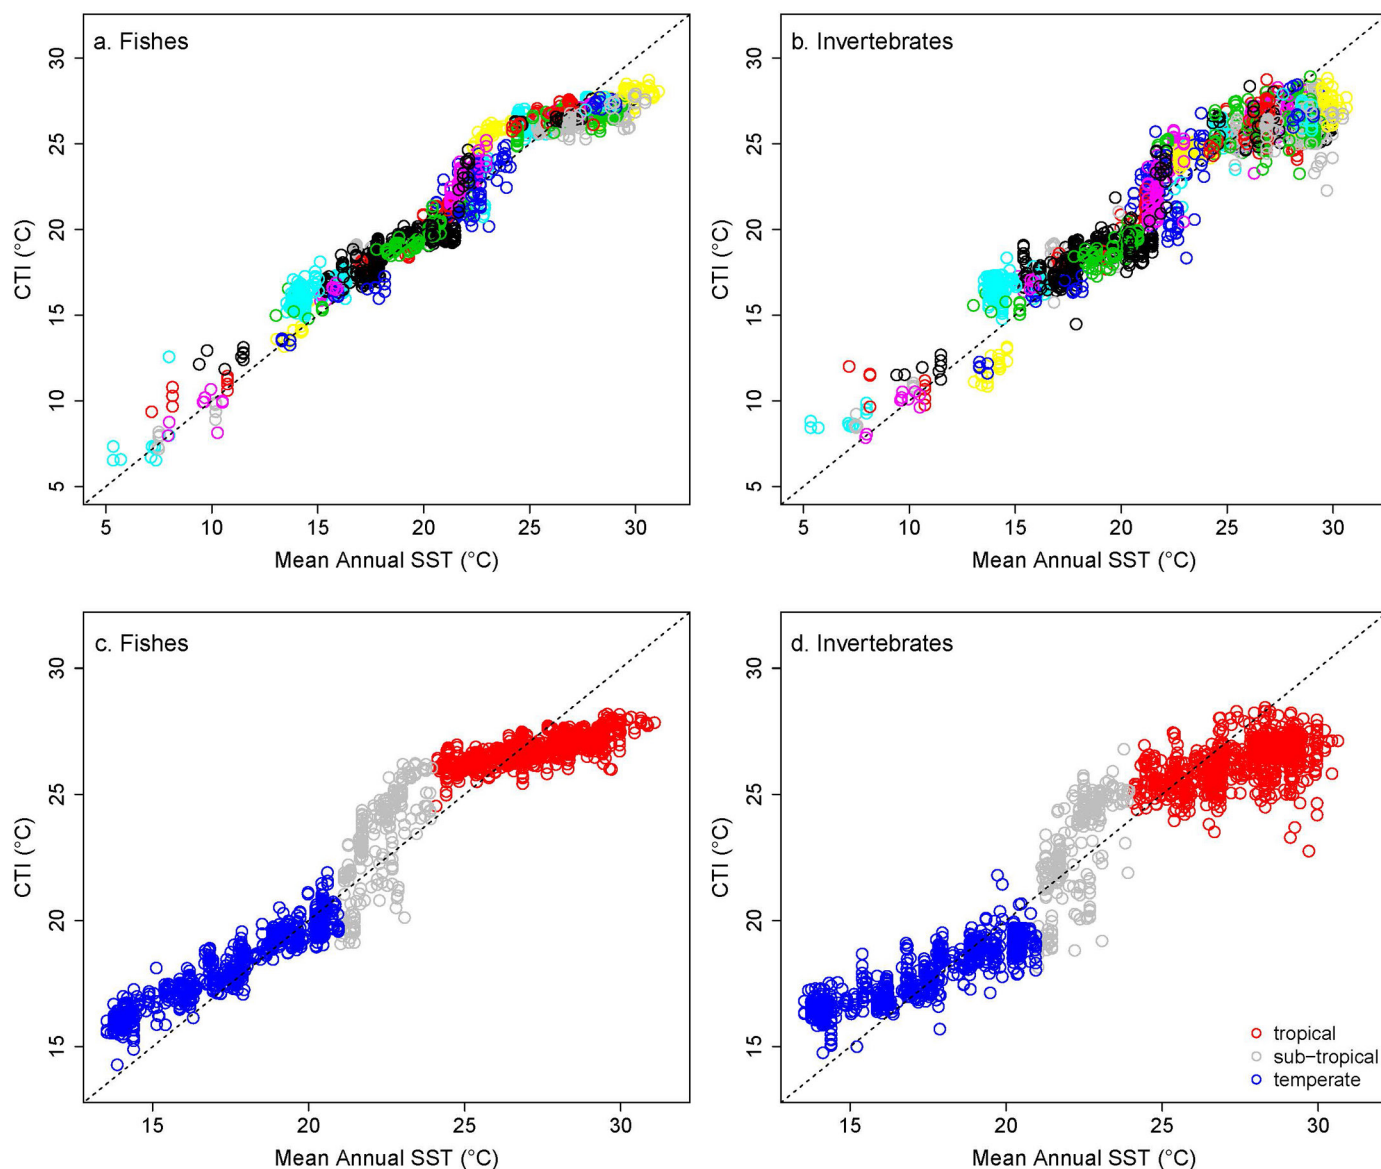 a. Fishes
30
25
20
15
10
5
CTI (°C)
5 10 15 20 25 30
Mean Annual SST (°C)
b. Invertebrates
30
25
20
15
10
5
CTI (°C)
5 10 15 20 25 30
Mean Annual SST (°C)
c. Fishes
30
25
20
15
CTI (°C)
15 20 25 30
Mean Annual SST (°C)
d. Invertebrates
30
25
20
15
CTI (°C)
tropical
sub-tropical
temperate
15 20 25 30
Mean Annual SST (°C)